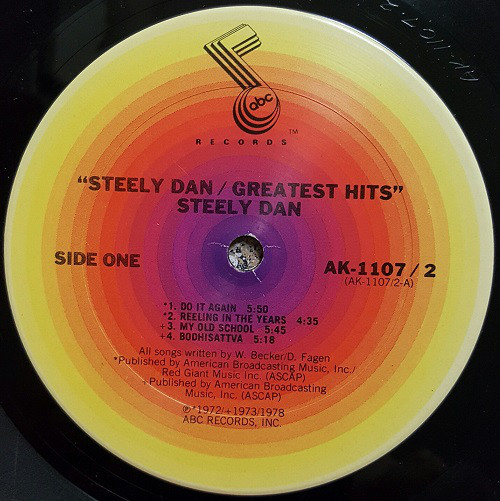 AK-1107-2
abc
RECORDS
TM
"STEELY DAN / GREATEST HITS"
STEELY DAN
SIDE ONE
AK-1107 / 2
(AK-1107/2-A)
*1. DO IT AGAIN 5:50
*2. REELING IN THE YEARS 4:35
+3. MY OLD SCHOOL 5:45
+4. BODHISATTVA 5:18
All songs written by W. Becker/D. Fagen
*Published by American Broadcasting Music, Inc./
Red Giant Music Inc. (ASCAP)
+Published by American Broadcasting
Music, Inc. (ASCAP)
℗*1972/+1973/1978
ABC RECORDS, INC.